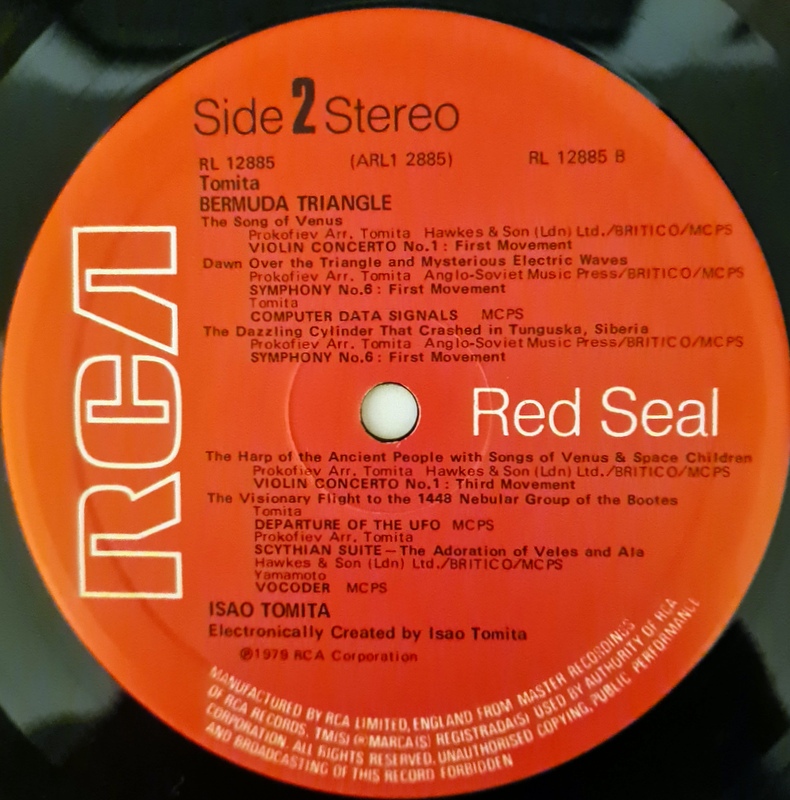 Side 2 Stereo
RL 12885 (ARL1 2885) RL 12885 B
Tomita
BERMUDA TRIANGLE
The Song of Venus
Prokofiev Arr. Tomita Hawkes & Son (Ldn) Ltd./BRITICO/MCPS
VIOLIN CONCERTO No.1 : First Movement
Dawn Over the Triangle and Mysterious Electric Waves
Prokofiev Arr. Tomita Anglo-Soviet Music Press/BRITICO/MCPS
SYMPHONY No.6 : First Movement
Tomita
COMPUTER DATA SIGNALS MCPS
The Dazzling Cylinder That Crashed in Tunguska, Siberia
Prokofiev Arr. Tomita Anglo-Soviet Music Press/BRITICO/MCPS
SYMPHONY No.6 : First Movement
RCA
Red Seal
The Harp of the Ancient People with Songs of Venus & Space Children
Prokofiev Arr. Tomita Hawkes & Son (Ldn) Ltd./BRITICO/MCPS
VIOLIN CONCERTO No.1 : Third Movement
The Visionary Flight to the 1448 Nebular Group of the Bootes
Tomita
DEPARTURE OF THE UFO MCPS
Prokofiev Arr. Tomita
SCYTHIAN SUITE – The Adoration of Veles and Ala
Hawkes & Son (Ldn) Ltd./BRITICO/MCPS
Yamamoto
VOCODER MCPS
ISAO TOMITA
Electronically Created by Isao Tomita
℗1979 RCA Corporation
MANUFACTURED BY RCA LIMITED, ENGLAND FROM MASTER RECORDINGS
OF RCA RECORDS, TM(S) ® MARCA(S) REGISTRADA(S) USED BY AUTHORITY OF RCA
CORPORATION. ALL RIGHTS RESERVED. UNAUTHORISED COPYING, PUBLIC PERFORMANCE
AND BROADCASTING OF THIS RECORD FORBIDDEN